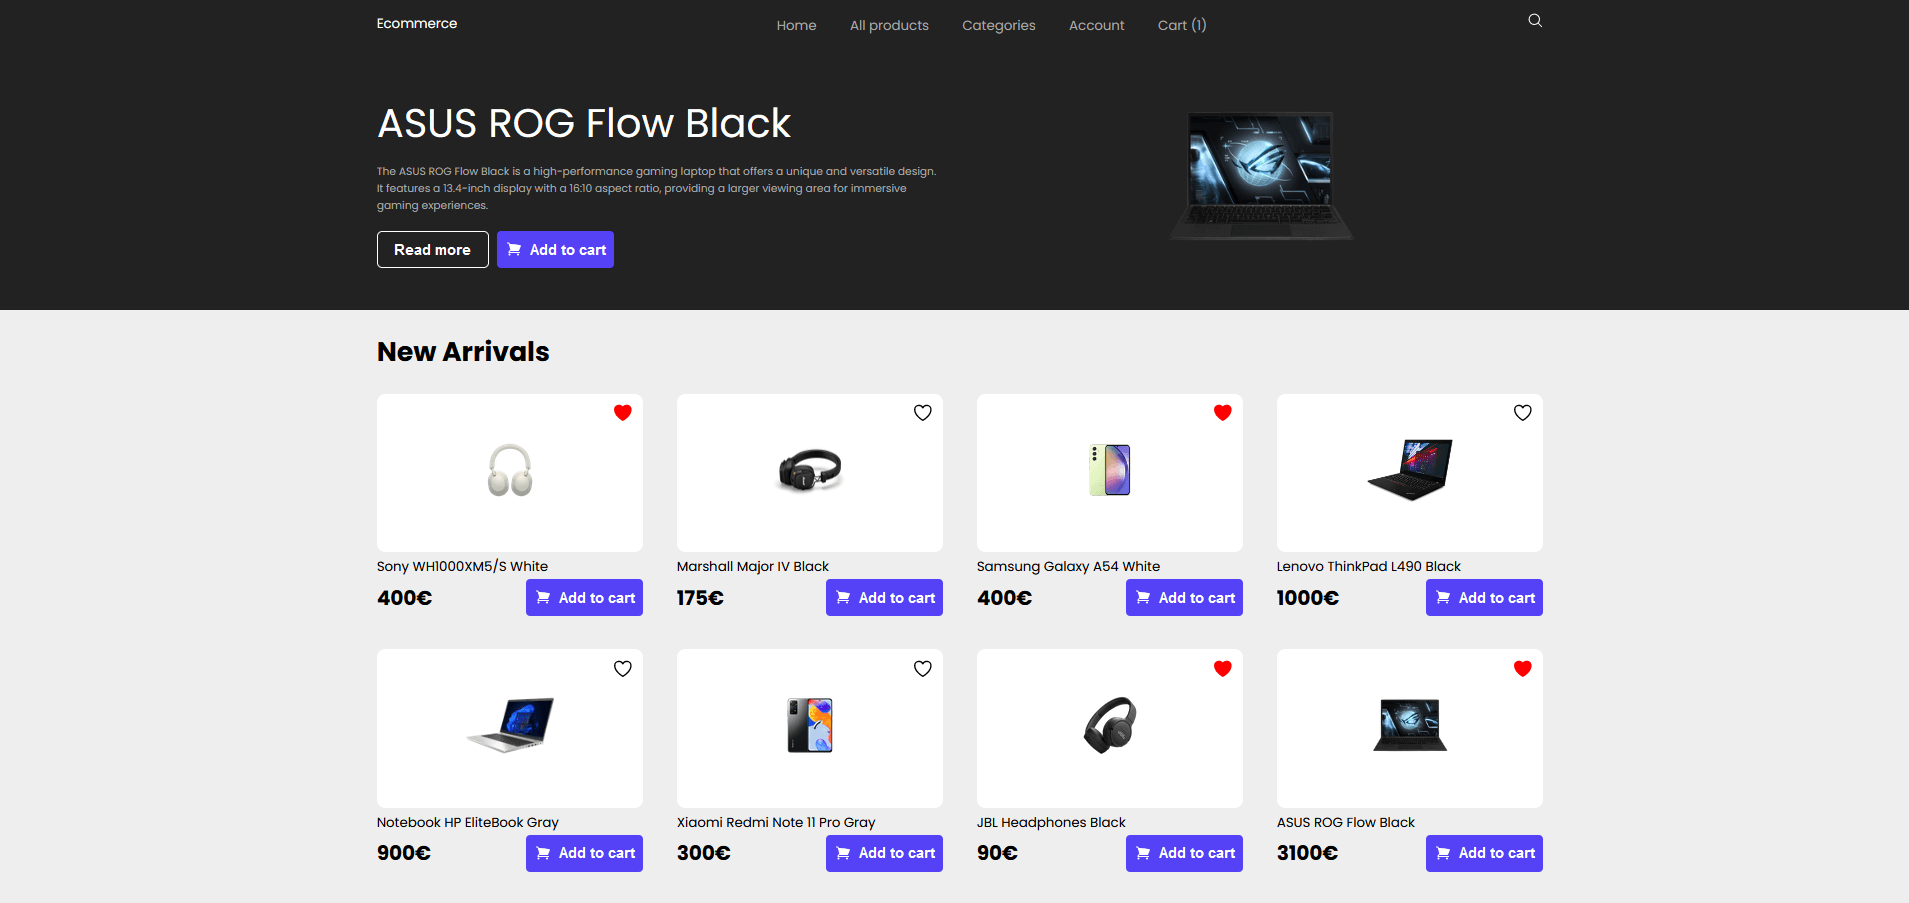 Ecommerce
Home All products Categories Account Cart (1)
ASUS ROG Flow Black
The ASUS ROG Flow Black is a high-performance gaming laptop that offers a unique and versatile design.
It features a 13.4-inch display with a 16:10 aspect ratio, providing a larger viewing area for immersive
gaming experiences.
Read more Add to cart
New Arrivals
Sony WH1000XM5/S White
400€ Add to cart
Marshall Major IV Black
175€ Add to cart
Samsung Galaxy A54 White
400€ Add to cart
Lenovo ThinkPad L490 Black
1000€ Add to cart
Notebook HP EliteBook Gray
900€ Add to cart
Xiaomi Redmi Note 11 Pro Gray
300€ Add to cart
JBL Headphones Black
90€ Add to cart
ASUS ROG Flow Black
3100€ Add to cart